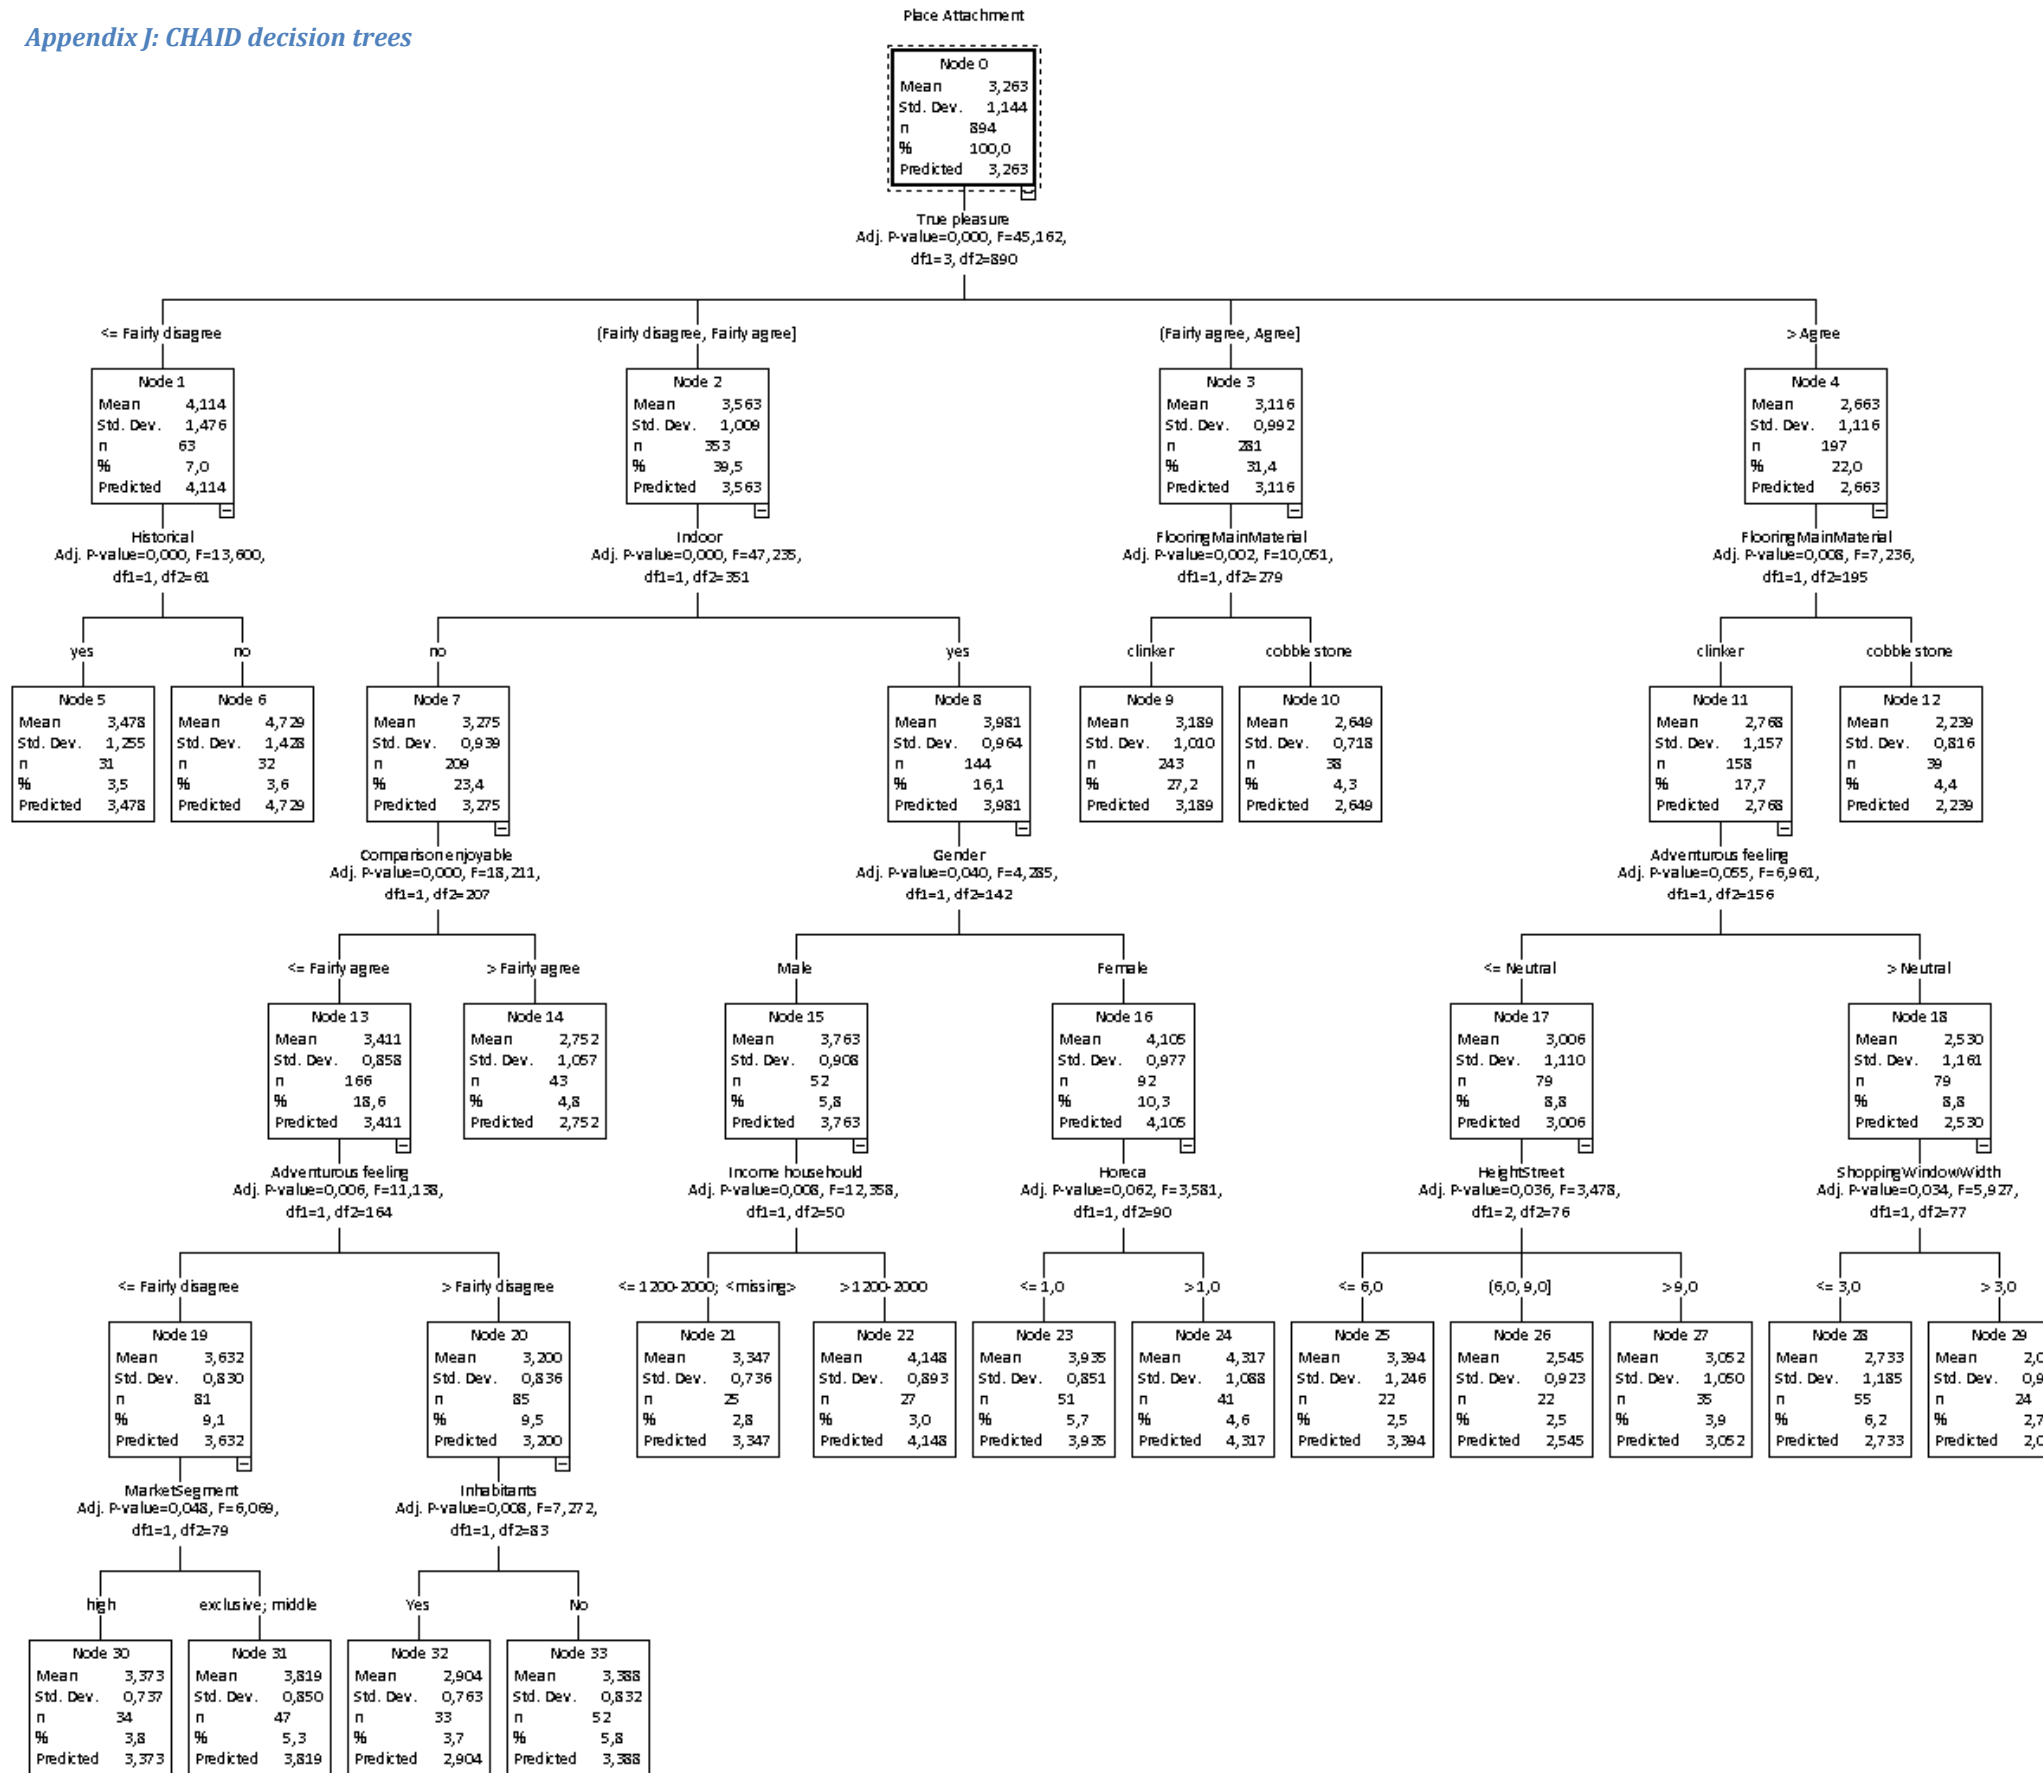 Appendix J: CHAID decision trees
Place Attachment
Node 0
Mean 3,263
Std. Dev. 1,144
n 894
% 100,0
Predicted 3,263
True pleasure
Adj. P-value=0,000, F=45,162,
df1=3, df2=890
<= Fairly disagree
(Fairly disagree, Fairly agree]
(Fairly agree, Agree]
> Agree
Node 1
Mean 4,114
Std. Dev. 1,476
n 63
% 7,0
Predicted 4,114
Node 2
Mean 3,563
Std. Dev. 1,009
n 353
% 39,5
Predicted 3,563
Node 3
Mean 3,116
Std. Dev. 0,992
n 281
% 31,4
Predicted 3,116
Node 4
Mean 2,663
Std. Dev. 1,116
n 197
% 22,0
Predicted 2,663
Historical
Adj. P-value=0,000, F=13,600,
df1=1, df2=61
Indoor
Adj. P-value=0,000, F=47,235,
df1=1, df2=351
FlooringMainMaterial
Adj. P-value=0,002, F=10,051,
df1=1, df2=279
FlooringMainMaterial
Adj. P-value=0,008, F=7,236,
df1=1, df2=195
yes
no
no
yes
clinker
cobble stone
clinker
cobble stone
Node 5
Mean 3,478
Std. Dev. 1,255
n 31
% 3,5
Predicted 3,478
Node 6
Mean 4,729
Std. Dev. 1,428
n 32
% 3,6
Predicted 4,729
Node 7
Mean 3,275
Std. Dev. 0,939
n 209
% 23,4
Predicted 3,275
Node 8
Mean 3,981
Std. Dev. 0,964
n 144
% 16,1
Predicted 3,981
Node 9
Mean 3,189
Std. Dev. 1,010
n 243
% 27,2
Predicted 3,189
Node 10
Mean 2,649
Std. Dev. 0,718
n 38
% 4,3
Predicted 2,649
Node 11
Mean 2,768
Std. Dev. 1,157
n 158
% 17,7
Predicted 2,768
Node 12
Mean 2,239
Std. Dev. 0,816
n 39
% 4,4
Predicted 2,239
Comparison enjoyable
Adj. P-value=0,000, F=18,211,
df1=1, df2=207
Gender
Adj. P-value=0,040, F=4,285,
df1=1, df2=142
Adventurous feeling
Adj. P-value=0,055, F=6,961,
df1=1, df2=156
<= Fairly agree
> Fairly agree
Male
Female
<= Neutral
> Neutral
Node 13
Mean 3,411
Std. Dev. 0,858
n 166
% 18,6
Predicted 3,411
Node 14
Mean 2,752
Std. Dev. 1,057
n 43
% 4,8
Predicted 2,752
Node 15
Mean 3,763
Std. Dev. 0,908
n 52
% 5,8
Predicted 3,763
Node 16
Mean 4,105
Std. Dev. 0,977
n 92
% 10,3
Predicted 4,105
Node 17
Mean 3,006
Std. Dev. 1,110
n 79
% 8,8
Predicted 3,006
Node 18
Mean 2,530
Std. Dev. 1,161
n 79
% 8,8
Predicted 2,530
Adventurous feeling
Adj. P-value=0,006, F=11,138,
df1=1, df2=164
Income househould
Adj. P-value=0,008, F=12,358,
df1=1, df2=50
Horeca
Adj. P-value=0,062, F=3,581,
df1=1, df2=90
HeightStreet
Adj. P-value=0,036, F=3,478,
df1=2, df2=76
ShoppingWindowWidth
Adj. P-value=0,034, F=5,927,
df1=1, df2=77
<= Fairly disagree
> Fairly disagree
<= 1200-2000; <missing>
>1200-2000
<= 1,0
>1,0
<= 6,0
(6,0, 9,0]
>9,0
<= 3,0
> 3,0
Node 19
Mean 3,632
Std. Dev. 0,830
n 81
% 9,1
Predicted 3,632
Node 20
Mean 3,200
Std. Dev. 0,836
n 85
% 9,5
Predicted 3,200
Node 21
Mean 3,347
Std. Dev. 0,736
n 25
% 2,8
Predicted 3,347
Node 22
Mean 4,148
Std. Dev. 0,893
n 27
% 3,0
Predicted 4,148
Node 23
Mean 3,935
Std. Dev. 0,851
n 51
% 5,7
Predicted 3,935
Node 24
Mean 4,317
Std. Dev. 1,088
n 41
% 4,6
Predicted 4,317
Node 25
Mean 3,394
Std. Dev. 1,246
n 22
% 2,5
Predicted 3,394
Node 26
Mean 2,545
Std. Dev. 0,923
n 22
% 2,5
Predicted 2,545
Node 27
Mean 3,052
Std. Dev. 1,050
n 35
% 3,9
Predicted 3,052
Node 28
Mean 2,733
Std. Dev. 1,185
n 55
% 6,2
Predicted 2,733
Node 29
Mean
Std. Dev.
n 24
% 2,7
Predicted
MarketSegment
Adj. P-value=0,048, F=6,069,
df1=1, df2=79
Inhabitants
Adj. P-value=0,008, F=7,272,
df1=1, df2=83
high
exclusive; middle
Yes
No
Node 30
Mean 3,373
Std. Dev. 0,737
n 34
% 3,8
Predicted 3,373
Node 31
Mean 3,819
Std. Dev. 0,850
n 47
% 5,3
Predicted 3,819
Node 32
Mean 2,904
Std. Dev. 0,763
n 33
% 3,7
Predicted 2,904
Node 33
Mean 3,388
Std. Dev. 0,832
n 52
% 5,8
Predicted 3,388